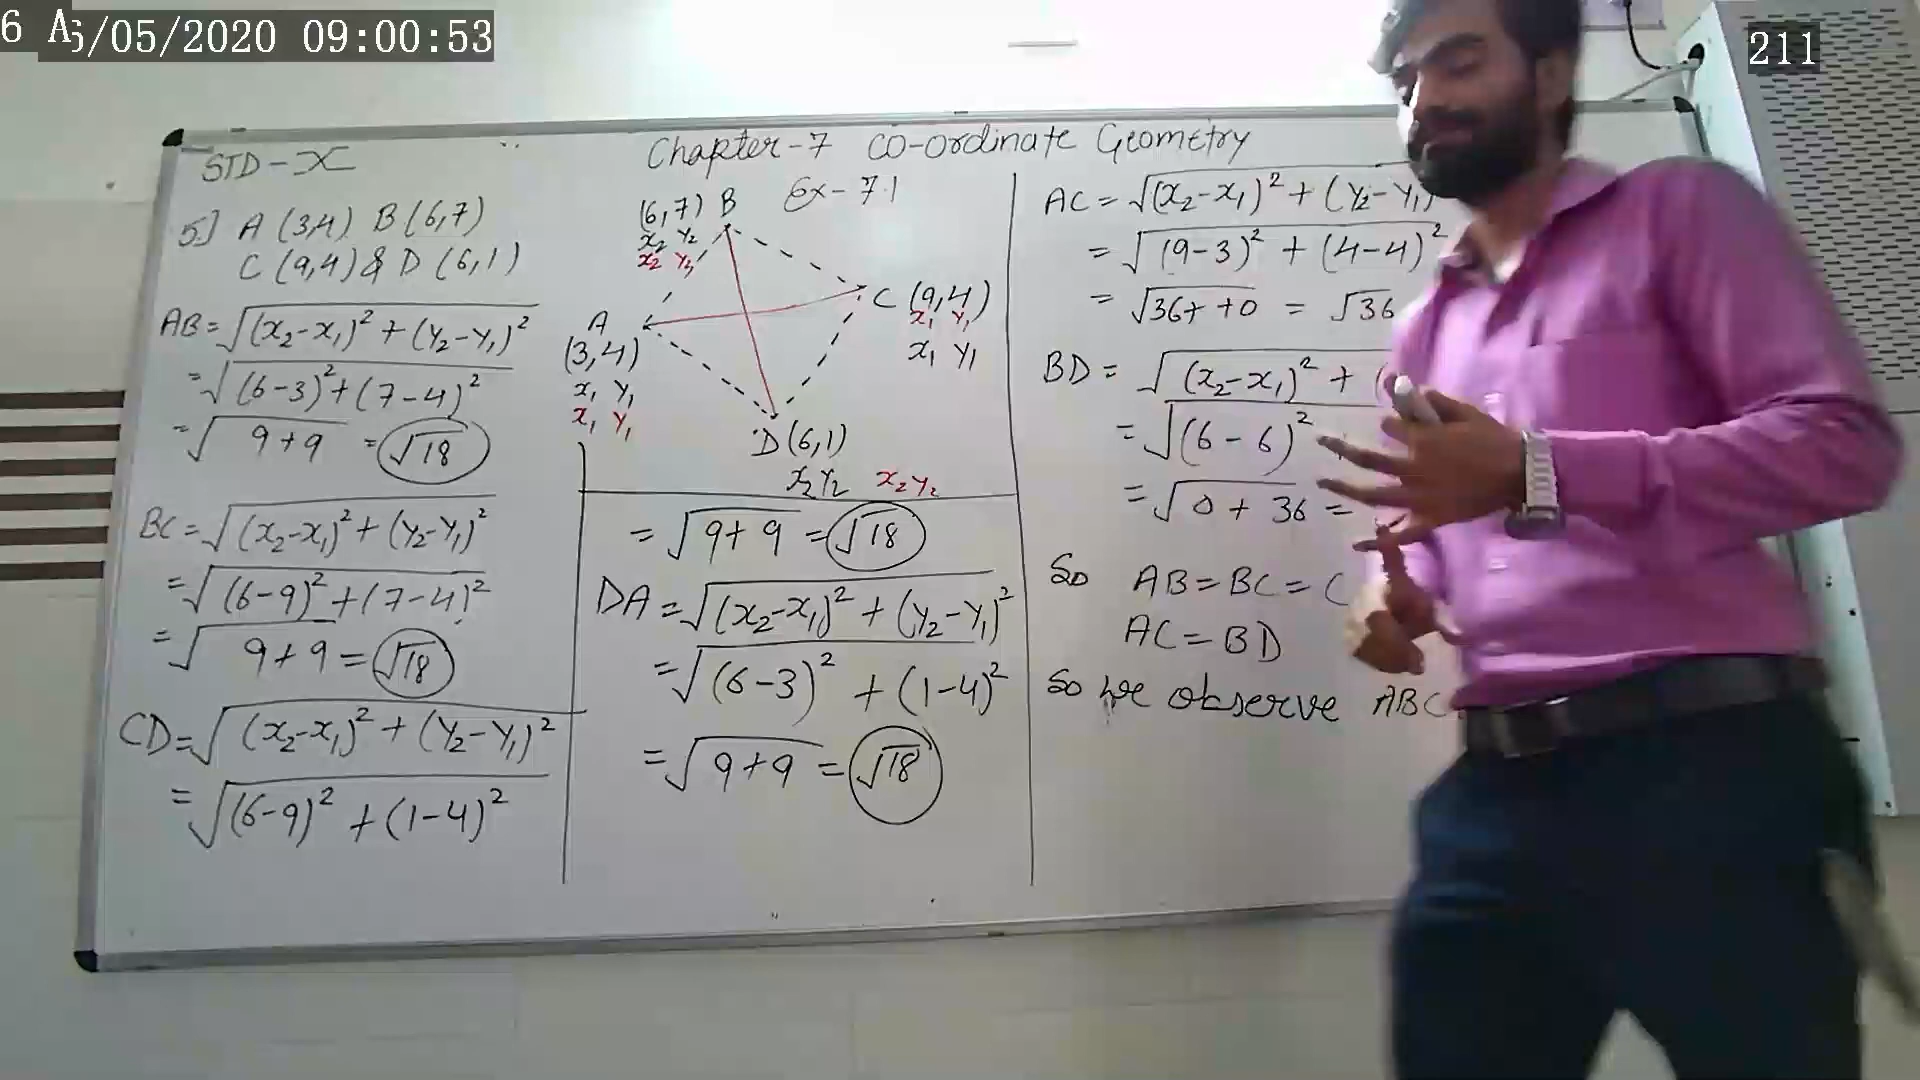 6 A
6/05/2020 09:00:53
211
STD-X
Chapter-7 CO-ordinate Geometry
Ex-7.1
5] A (3,4) B (6,7)
C (9,4) & D (6,1)
AB = √(x₂-x₁)² + (y₂-y₁)²
= √(6-3)² + (7-4)²
= √9+9 = √18
BC = √(x₂-x₁)² + (y₂-y₁)²
= √(6-9)² + (7-4)²
= √9+9 = √18
CD = √(x₂-x₁)² + (y₂-y₁)²
= √(6-9)² + (1-4)²
(6,7) B
x₂ y₂
x₂ y₂
C (9,4)
x₁ y₁
x₁ y₁
A
(3,4)
x₁ y₁
x₁ y₁
D (6,1)
x₂ y₂ x₂ y₂
= √9+9 = √18
DA = √(x₂-x₁)² + (y₂-y₁)²
= √(6-3)² + (1-4)²
= √9+9 = √18
AC = √(x₂-x₁)² + (y₂-y₁)
= √(9-3)² + (4-4)²
= √36+ +0 = √36
BD = √(x₂-x₁)² + (
= √(6-6)²
= √0+36 =
So AB = BC = C
AC = BD
So we observe ABC